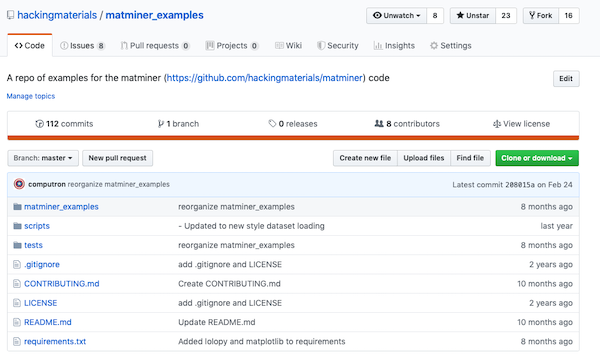 hackingmaterials / matminer_examples
Unwatch 8 Unstar 23 Fork 16
Code Issues 8 Pull requests 0 Projects 0 Wiki Security Insights Settings
A repo of examples for the matminer (https://github.com/hackingmaterials/matminer) code Edit
Manage topics
112 commits 1 branch 0 releases 8 contributors View license
Branch: master New pull request Create new file Upload files Find file Clone or download
computron reorganize matminer_examples Latest commit 208015a on Feb 24
matminer_examples reorganize matminer_examples 8 months ago
scripts - Updated to new style dataset loading last year
tests reorganize matminer_examples 8 months ago
.gitignore add .gitignore and LICENSE 2 years ago
CONTRIBUTING.md Create CONTRIBUTING.md 10 months ago
LICENSE add .gitignore and LICENSE 2 years ago
README.md Update README.md 10 months ago
requirements.txt Added lolopy and matplotlib to requirements 8 months ago